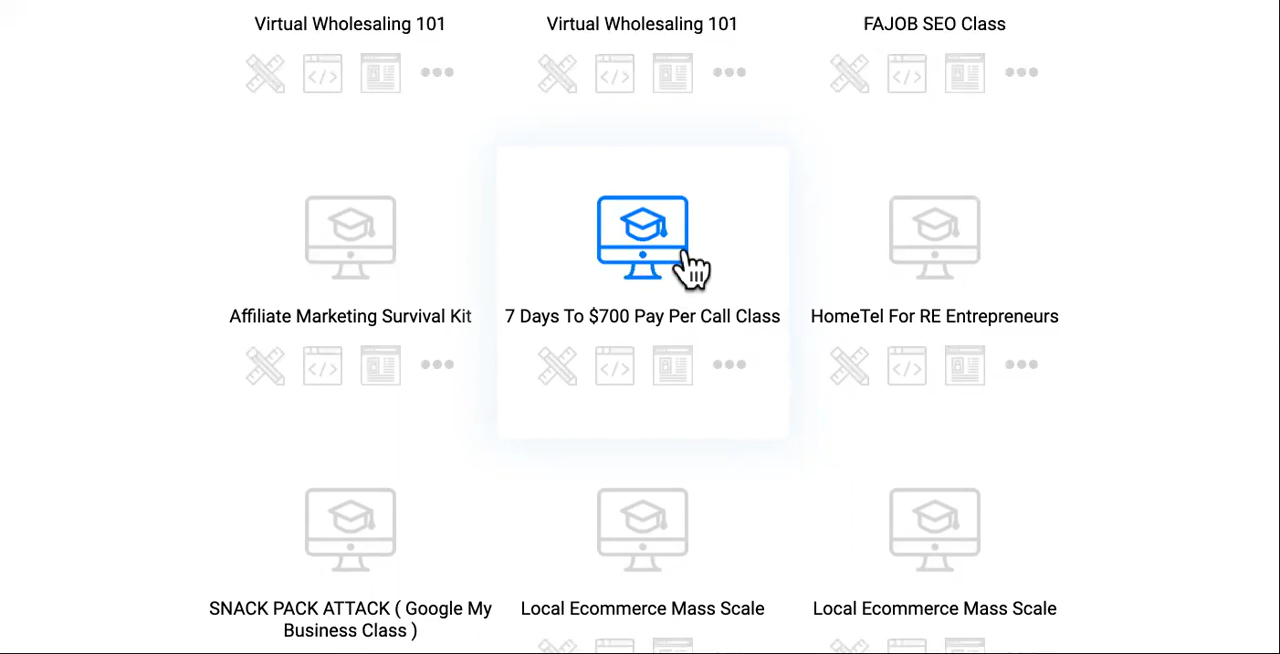 Virtual Wholesaling 101
Virtual Wholesaling 101
FAJOB SEO Class
Affiliate Marketing Survival Kit
7 Days To $700 Pay Per Call Class
HomeTel For RE Entrepreneurs
SNACK PACK ATTACK ( Google My
Business Class )
Local Ecommerce Mass Scale
Local Ecommerce Mass Scale